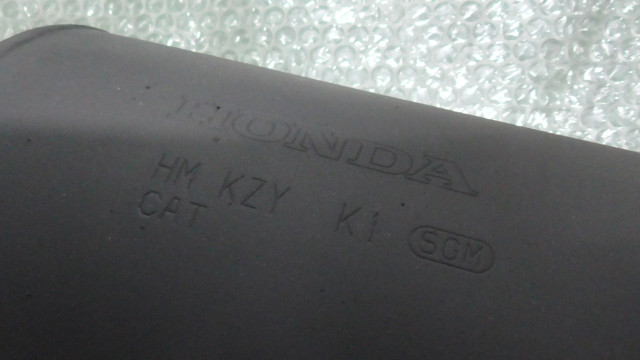 HONDA
HM KZY K1 SGM
CAT